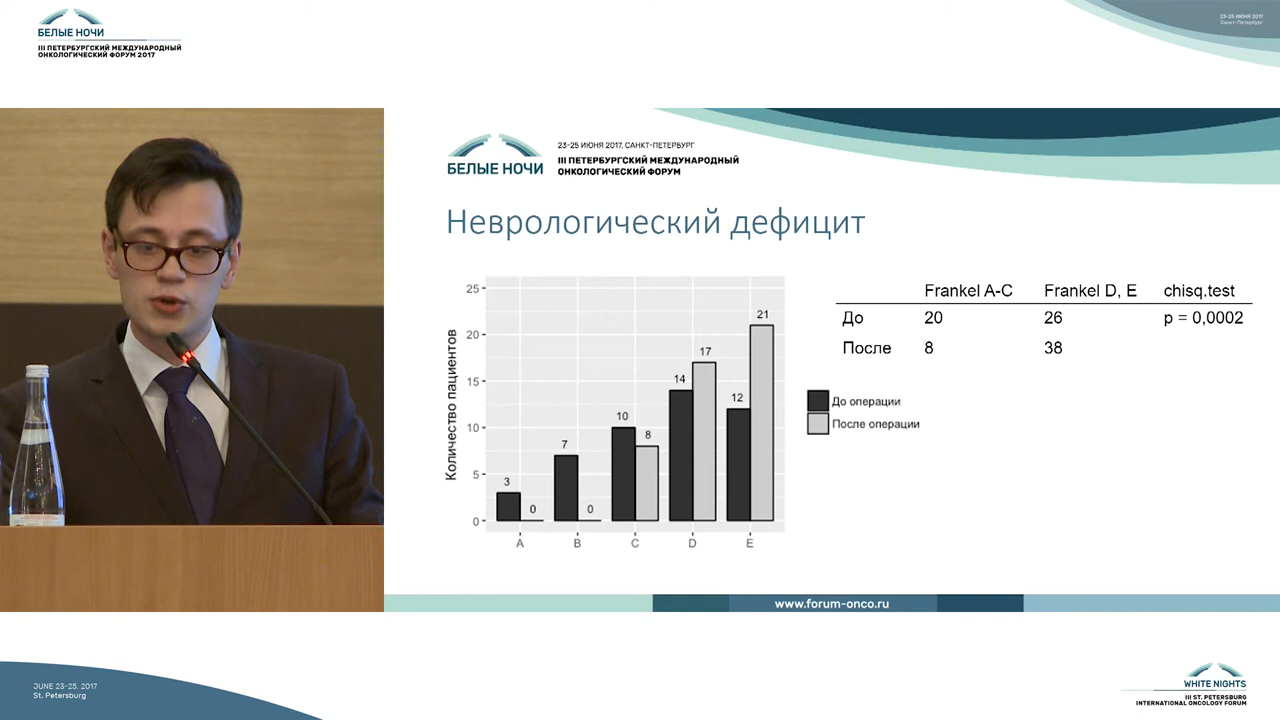 БЕЛЫЕ НОЧИ
III ПЕТЕРБУРГСКИЙ МЕЖДУНАРОДНЫЙ
ОНКОЛОГИЧЕСКИЙ ФОРУМ 2017
23-25 ИЮНЯ 2017
Санкт-Петербург
БЕЛЫЕ НОЧИ
23-25 ИЮНЯ 2017, САНКТ-ПЕТЕРБУРГ
III ПЕТЕРБУРГСКИЙ МЕЖДУНАРОДНЫЙ
ОНКОЛОГИЧЕСКИЙ ФОРУМ
Неврологический дефицит
Количество пациентов
25
20
15
10
5
0
3
0
7
0
10
8
14
17
12
21
A
B
C
D
E
Frankel A-C Frankel D, E chisq.test
До 20 26 p = 0,0002
После 8 38
До операции
После операции
www.forum-onco.ru
JUNE 23-25, 2017
St. Petersburg
WHITE NIGHTS
III ST. PETERSBURG
INTERNATIONAL ONCOLOGY FORUM